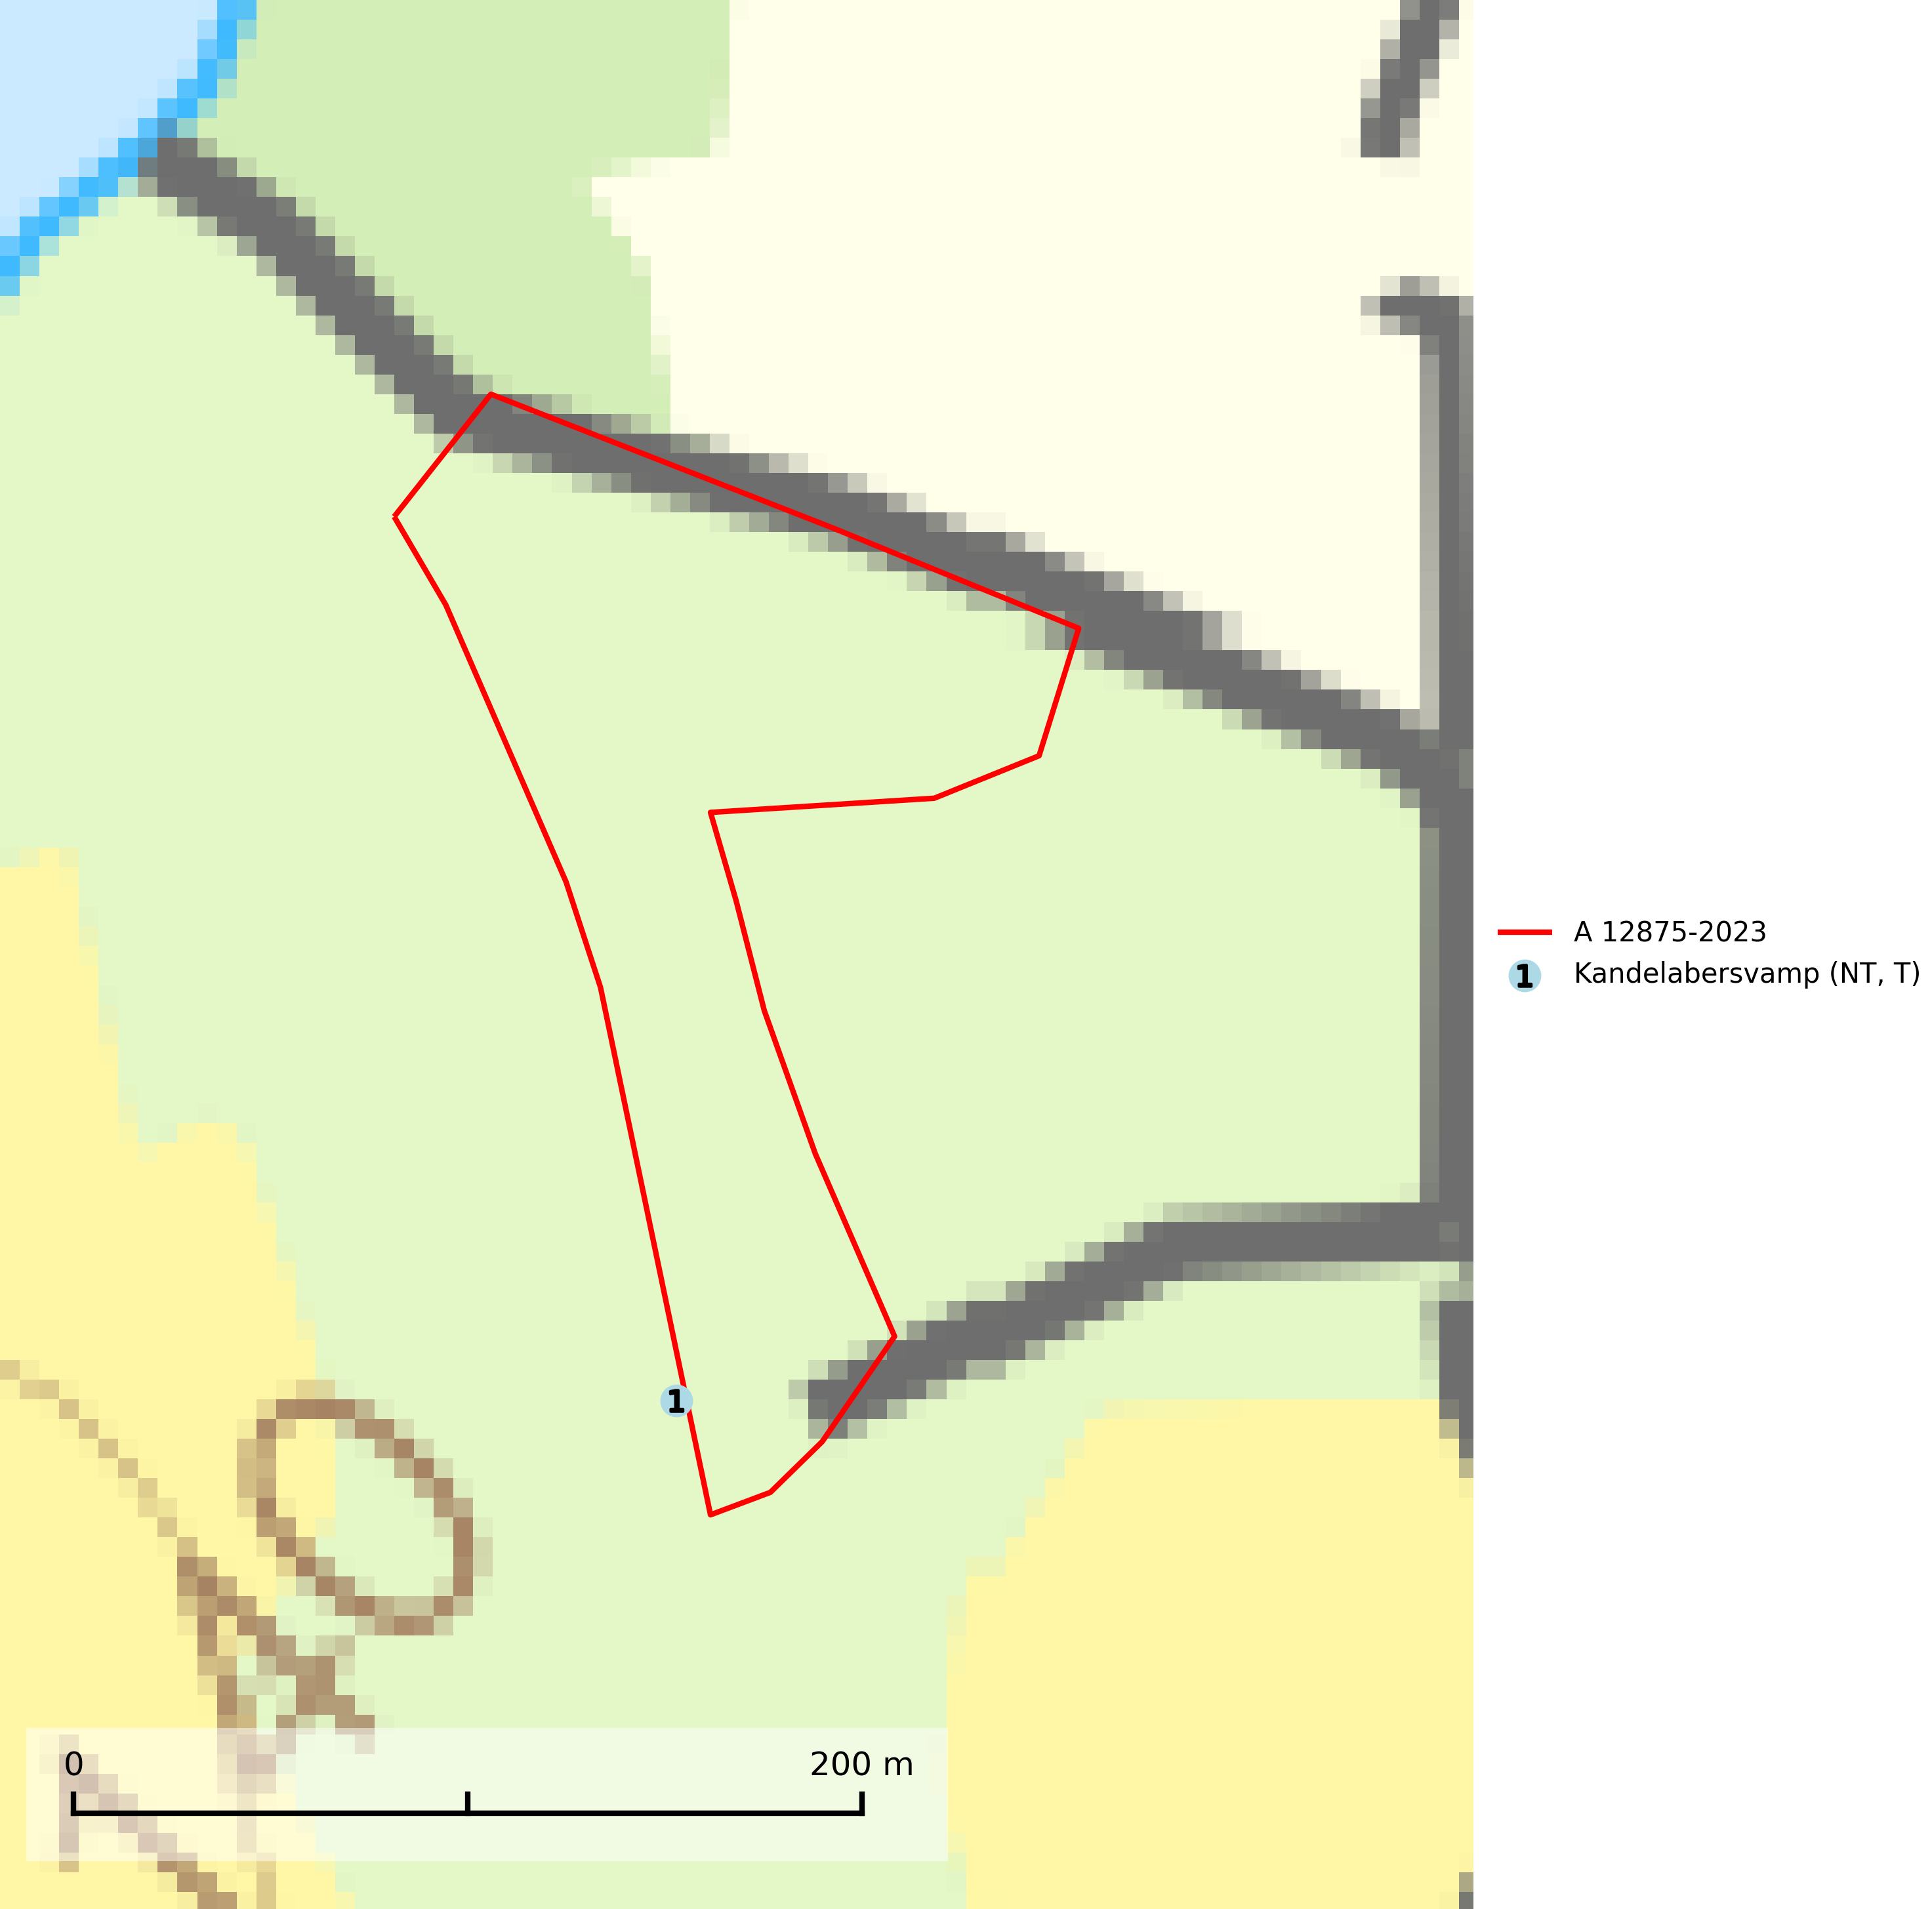 A 12875-2023
1 Kandelabersvamp (NT, T)
1
0 200 m